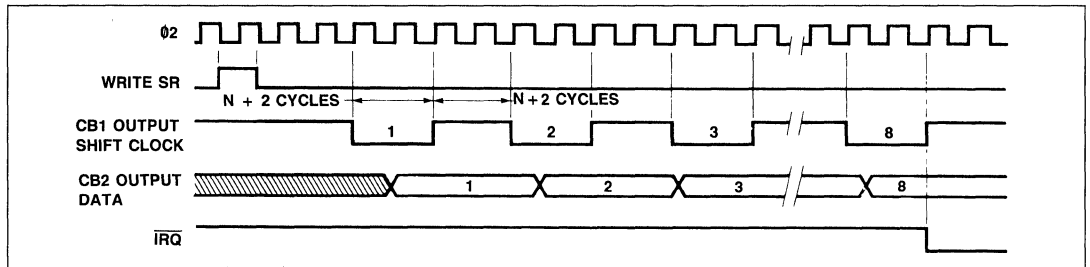 Φ2
WRITE SR
N + 2 CYCLES
N+2 CYCLES
CB1 OUTPUT
SHIFT CLOCK
1
2
3
8
CB2 OUTPUT
DATA
1
2
3
8
IRQ